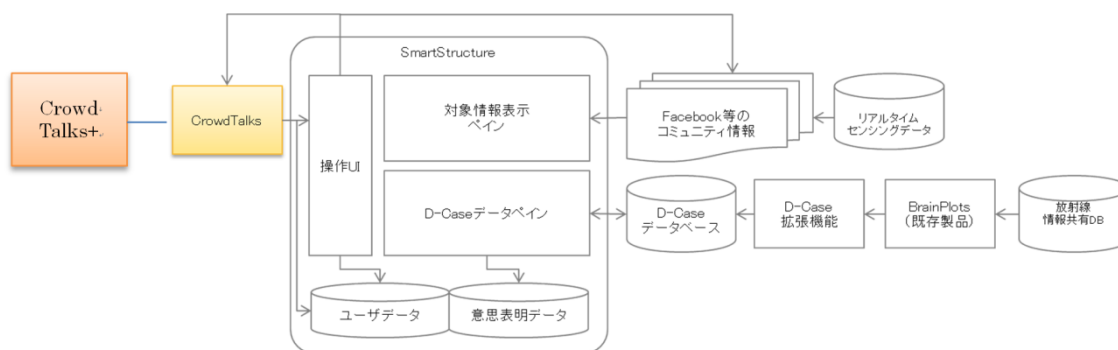 SmartStructure
Crowd
Talks+
CrowdTalks
操作UI
対象情報表示
ペイン
Facebook等の
コミュニティ情報
リアルタイム
センシングデータ
D-Caseデータペイン
D-Case
データベース
D-Case
拡張機能
BrainPlots
(既存製品)
放射線
情報共有DB
ユーザデータ
意思表明データ